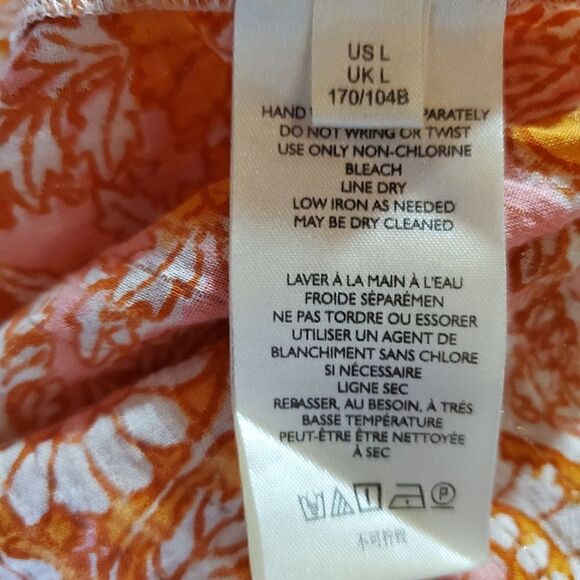 US L
UK L
170/104B
HAND PARATELY
DO NOT WRING OR TWIST
USE ONLY NON-CHLORINE
BLEACH
LINE DRY
LOW IRON AS NEEDED
MAY BE DRY CLEANED
LAVER À LA MAIN À L'EAU
FROIDE SÉPARÉMEN
NE PAS TORDRE OU ESSORER
UTILISER UN AGENT DE
BLANCHIMENT SANS CHLORE
SI NÉCESSAIRE
LIGNE SEC
REPASSER, AU BESOIN, À TRÉS
BASSE TEMPÉRATURE
PEUT-ÊTRE ÊTRE NETTOYÉE
À SEC
P
不可拧绞